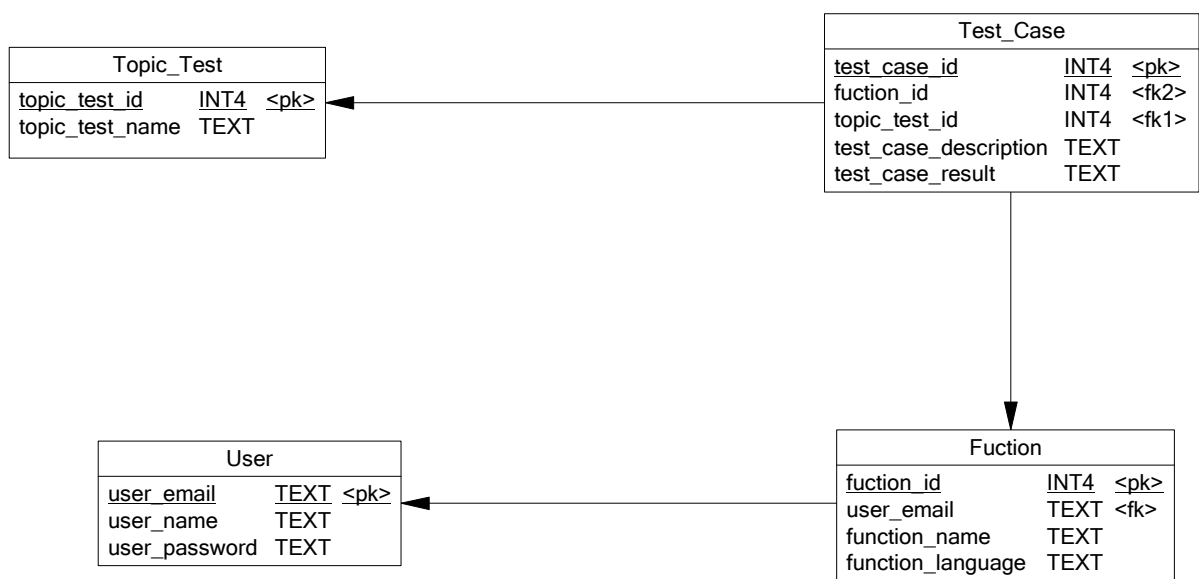 Topic_Test
topic_test_id INT4 <pk>
topic_test_name TEXT
Test_Case
test_case_id INT4 <pk>
fuction_id INT4 <fk2>
topic_test_id INT4 <fk1>
test_case_description TEXT
test_case_result TEXT
User
user_email TEXT <pk>
user_name TEXT
user_password TEXT
Fuction
fuction_id INT4 <pk>
user_email TEXT <fk>
function_name TEXT
function_language TEXT